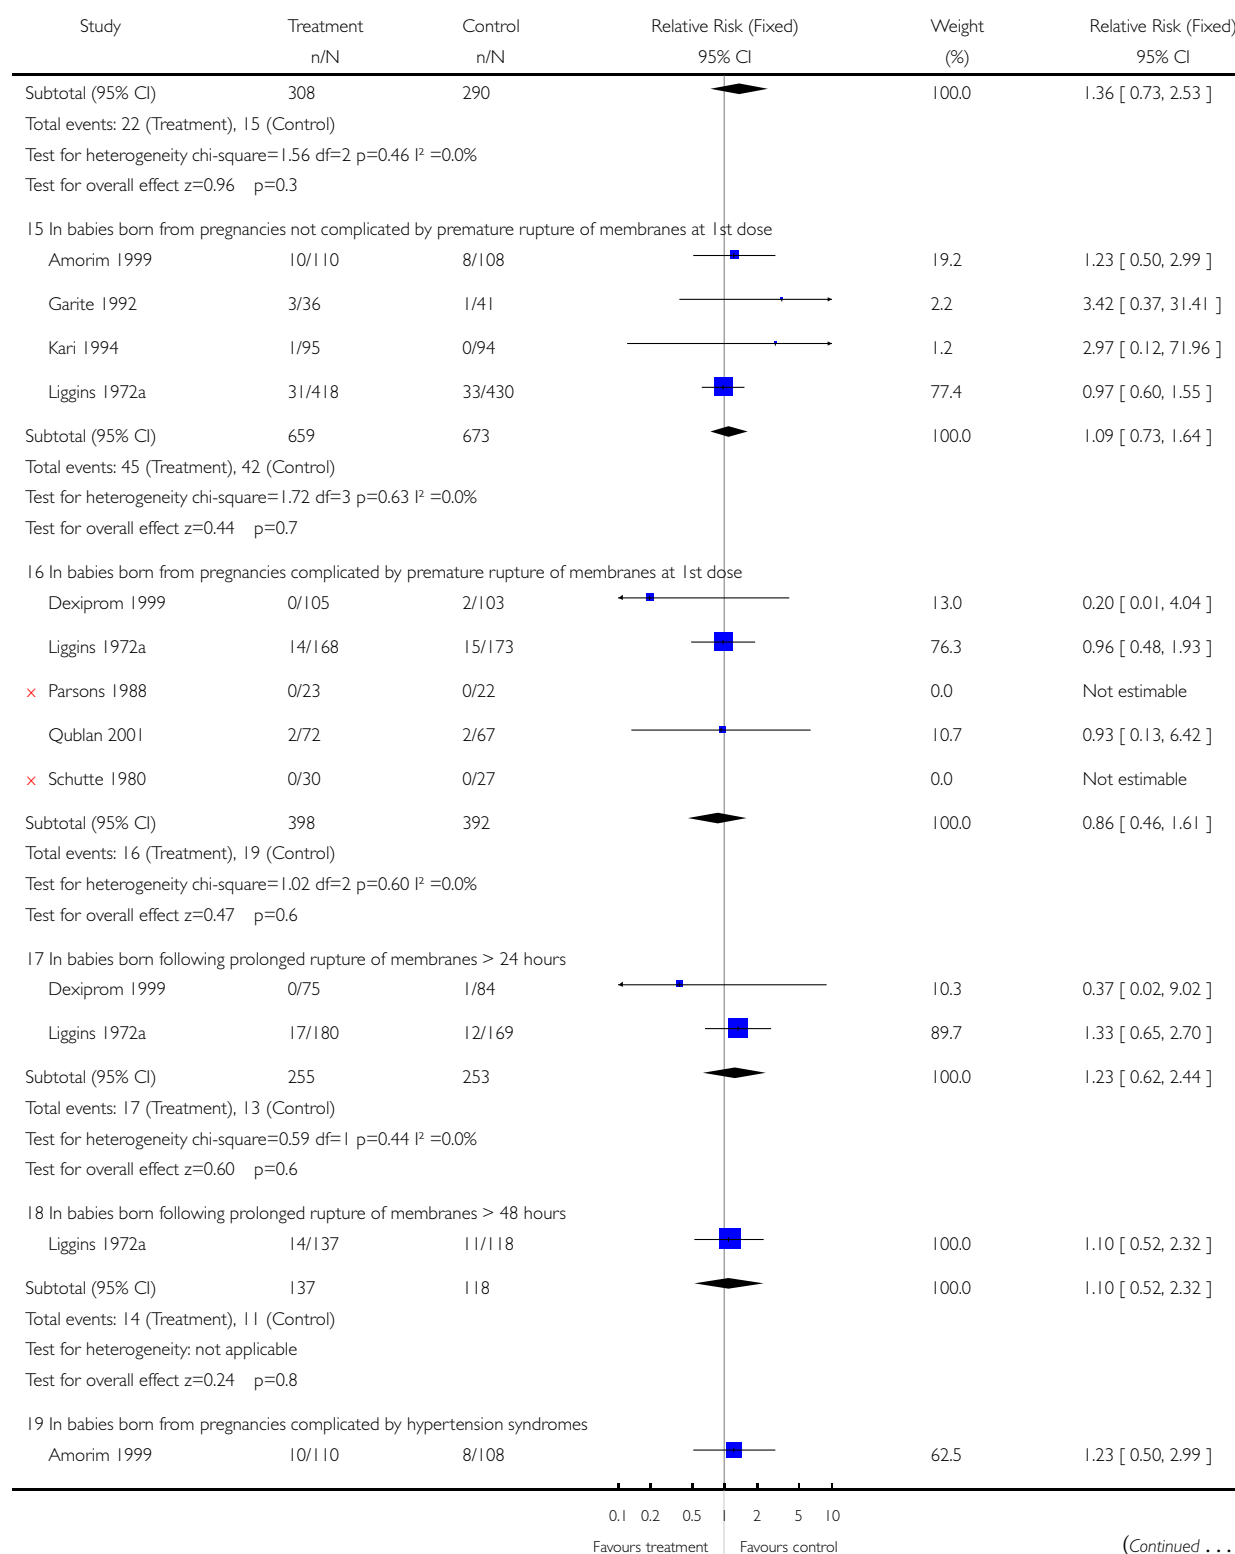 Study Treatment Control Relative Risk (Fixed) Weight Relative Risk (Fixed)
n/N n/N 95% CI (%) 95% CI
Subtotal (95% CI) 308 290 100.0 1.36 [ 0.73, 2.53 ]
Total events: 22 (Treatment), 15 (Control)
Test for heterogeneity chi-square=1.56 df=2 p=0.46 I² =0.0%
Test for overall effect z=0.96 p=0.3
15 In babies born from pregnancies not complicated by premature rupture of membranes at 1st dose
Amorim 1999 10/110 8/108 19.2 1.23 [ 0.50, 2.99 ]
Garite 1992 3/36 1/41 2.2 3.42 [ 0.37, 31.41 ]
Kari 1994 1/95 0/94 1.2 2.97 [ 0.12, 71.96 ]
Liggins 1972a 31/418 33/430 77.4 0.97 [ 0.60, 1.55 ]
Subtotal (95% CI) 659 673 100.0 1.09 [ 0.73, 1.64 ]
Total events: 45 (Treatment), 42 (Control)
Test for heterogeneity chi-square=1.72 df=3 p=0.63 I² =0.0%
Test for overall effect z=0.44 p=0.7
16 In babies born from pregnancies complicated by premature rupture of membranes at 1st dose
Dexiprom 1999 0/105 2/103 13.0 0.20 [ 0.01, 4.04 ]
Liggins 1972a 14/168 15/173 76.3 0.96 [ 0.48, 1.93 ]
× Parsons 1988 0/23 0/22 0.0 Not estimable
Qublan 2001 2/72 2/67 10.7 0.93 [ 0.13, 6.42 ]
× Schutte 1980 0/30 0/27 0.0 Not estimable
Subtotal (95% CI) 398 392 100.0 0.86 [ 0.46, 1.61 ]
Total events: 16 (Treatment), 19 (Control)
Test for heterogeneity chi-square=1.02 df=2 p=0.60 I² =0.0%
Test for overall effect z=0.47 p=0.6
17 In babies born following prolonged rupture of membranes > 24 hours
Dexiprom 1999 0/75 1/84 10.3 0.37 [ 0.02, 9.02 ]
Liggins 1972a 17/180 12/169 89.7 1.33 [ 0.65, 2.70 ]
Subtotal (95% CI) 255 253 100.0 1.23 [ 0.62, 2.44 ]
Total events: 17 (Treatment), 13 (Control)
Test for heterogeneity chi-square=0.59 df=1 p=0.44 I² =0.0%
Test for overall effect z=0.60 p=0.6
18 In babies born following prolonged rupture of membranes > 48 hours
Liggins 1972a 14/137 11/118 100.0 1.10 [ 0.52, 2.32 ]
Subtotal (95% CI) 137 118 100.0 1.10 [ 0.52, 2.32 ]
Total events: 14 (Treatment), 11 (Control)
Test for heterogeneity: not applicable
Test for overall effect z=0.24 p=0.8
19 In babies born from pregnancies complicated by hypertension syndromes
Amorim 1999 10/110 8/108 62.5 1.23 [ 0.50, 2.99 ]
0.1 0.2 0.5 1 2 5 10
Favours treatment Favours control (Continued . . .